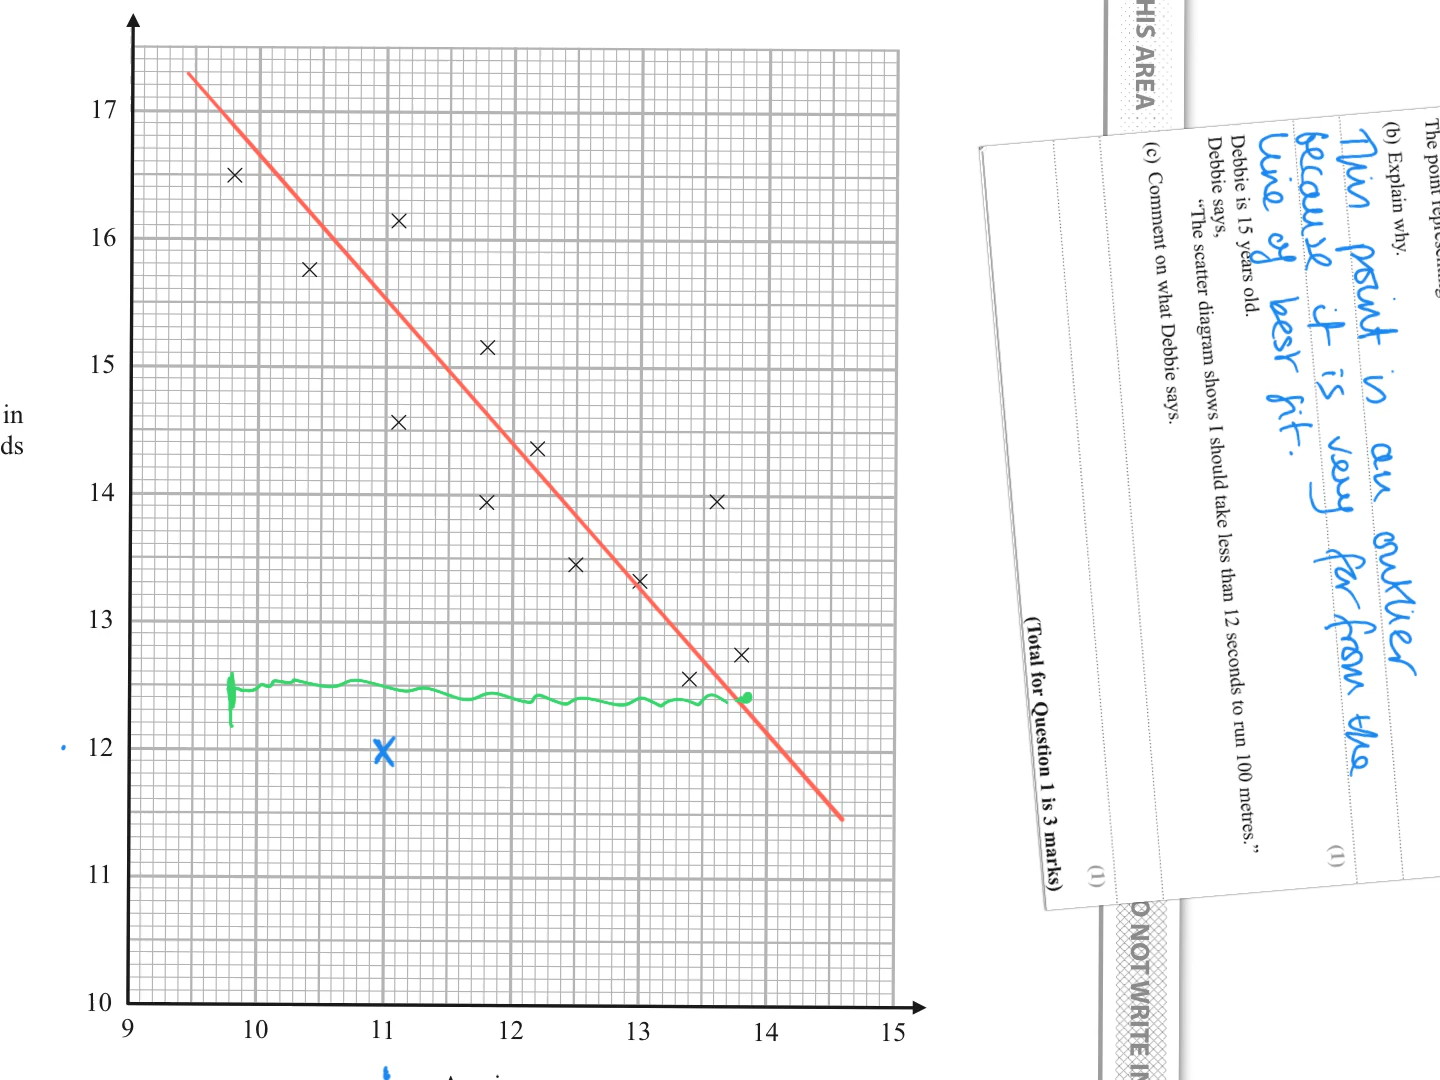 17
16
15
14
13
12
11
10
in
ds
9 10 11 12 13 14 15
HIS AREA
The point representing
(b) Explain why.
This point is an outlier
because it is very far from the
line of best fit.
(1)
Debbie is 15 years old.
Debbie says,
“The scatter diagram shows I should take less than 12 seconds to run 100 metres.”
(c) Comment on what Debbie says.
(1)
(Total for Question 1 is 3 marks)
O NOT WRITE IN